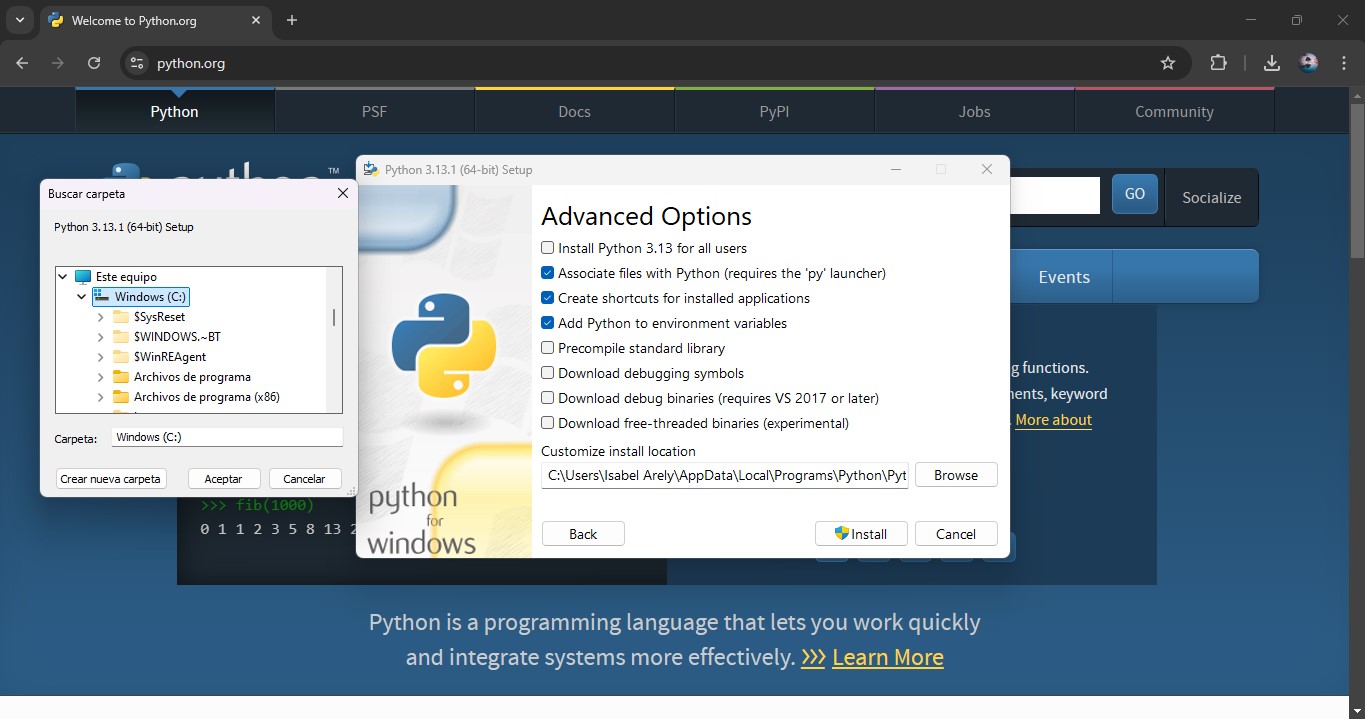 Welcome to Python.org
python.org
Python
PSF
Docs
PyPI
Jobs
Community
TM
GO
Socialize
Events
Buscar carpeta
Python 3.13.1 (64-bit) Setup
Este equipo
Windows (C:)
$SysReset
$WINDOWS.~BT
$WinREAgent
Archivos de programa
Archivos de programa (x86)
Carpeta:
Windows (C:)
Crear nueva carpeta
Aceptar
Cancelar
Python 3.13.1 (64-bit) Setup
Advanced Options
Install Python 3.13 for all users
Associate files with Python (requires the 'py' launcher)
Create shortcuts for installed applications
Add Python to environment variables
Precompile standard library
Download debugging symbols
Download debug binaries (requires VS 2017 or later)
Download free-threaded binaries (experimental)
Customize install location
C:\Users\Isabel Arely\AppData\Local\Programs\Python\Pyt
Browse
Back
Install
Cancel
python
for
windows
g functions.
nents, keyword
. More about
>>> fib(1000)
0 1 1 2 3 5 8 13 2
Python is a programming language that lets you work quickly
and integrate systems more effectively. >>> Learn More